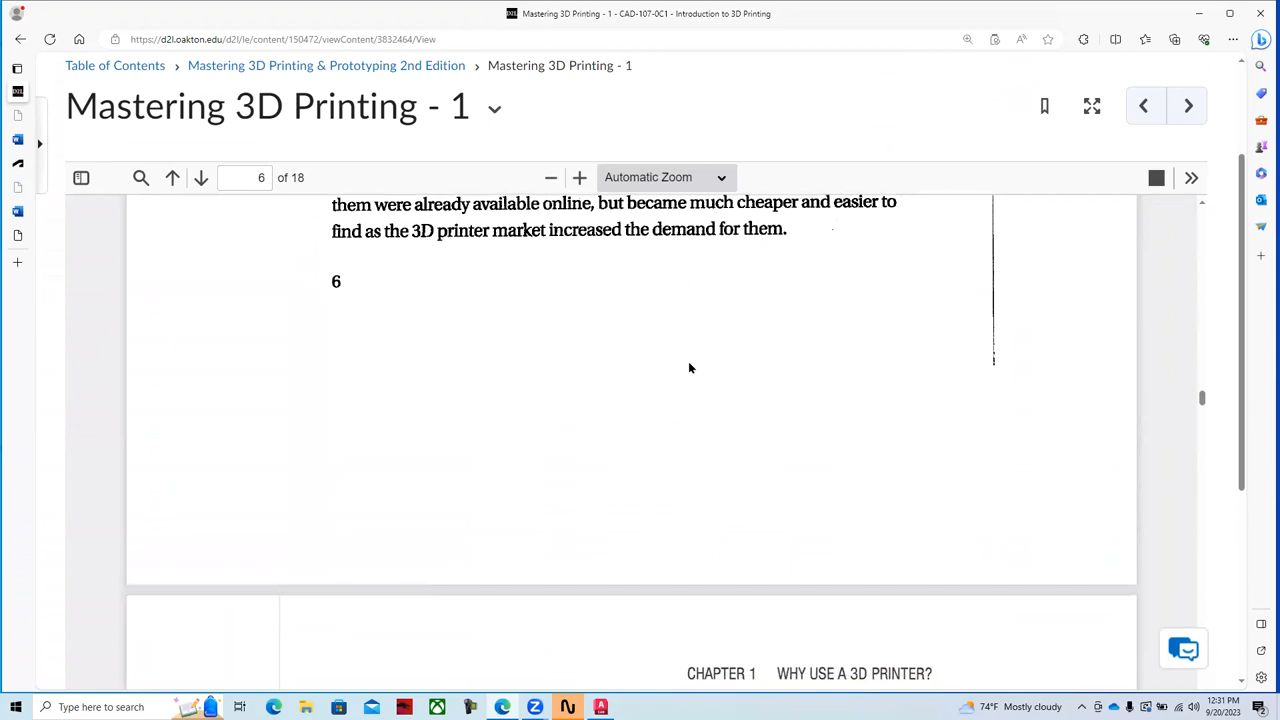 Mastering 3D Printing - 1 - CAD-107-0C1 - Introduction to 3D Printing
https://d2l.oakton.edu/d2l/le/content/150472/viewContent/3832464/View
Table of Contents > Mastering 3D Printing & Prototyping 2nd Edition > Mastering 3D Printing - 1
Mastering 3D Printing - 1
6 of 18
Automatic Zoom
them were already available online, but became much cheaper and easier to
find as the 3D printer market increased the demand for them.
6
CHAPTER 1 WHY USE A 3D PRINTER?
Type here to search
74°F Mostly cloudy
12:31 PM
9/20/2023